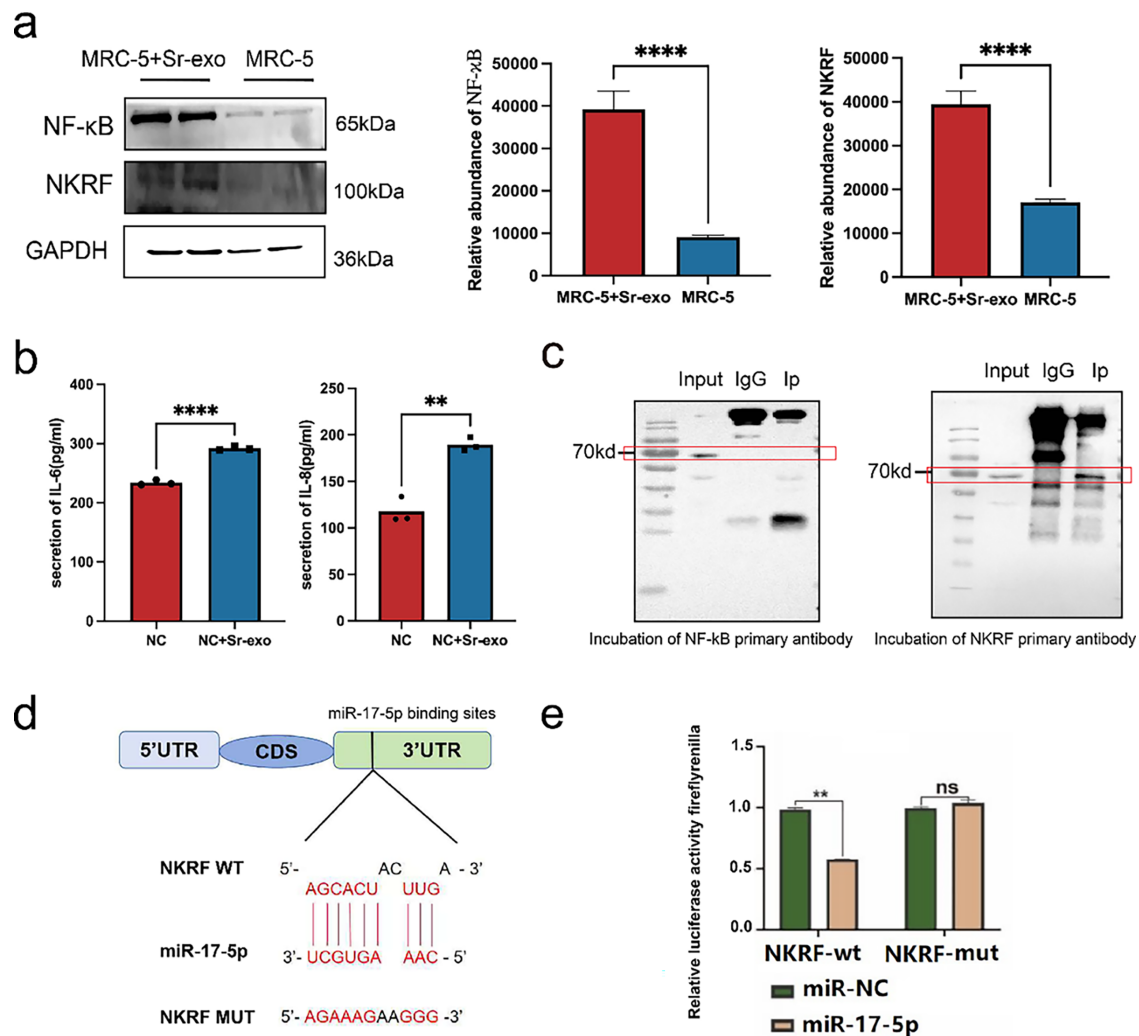 a
MRC-5+Sr-exo MRC-5
NF-κB
65kDa
NKRF
100kDa
GAPDH
36kDa
Relative abundance of NF-κB
50000
40000
30000
20000
10000
0
****
MRC-5+Sr-exo MRC-5
Relative abundance of NKRF
50000
40000
30000
20000
10000
0
****
MRC-5+Sr-exo MRC-5
b
secretion of IL-6(pg/ml)
400
300
200
100
0
****
NC NC+Sr-exo
secretion of IL-8(pg/ml)
250
200
150
100
50
0
**
NC NC+Sr-exo
c
Input IgG Ip
70kd
Incubation of NF-kB primary antibody
Input IgG Ip
70kd
Incubation of NKRF primary antibody
d
miR-17-5p binding sites
5'UTR CDS 3'UTR
NKRF WT 5'- AC A - 3'
AGCACU UUG
miR-17-5p 3'- UCGUGA AAC - 5'
NKRF MUT 5'- AGAAAGAAGGG -3'
e
Relative luciferase activity fireflyrenilla
1.5
1.0
0.5
0.0
**
ns
NKRF-wt NKRF-mut
miR-NC
miR-17-5p